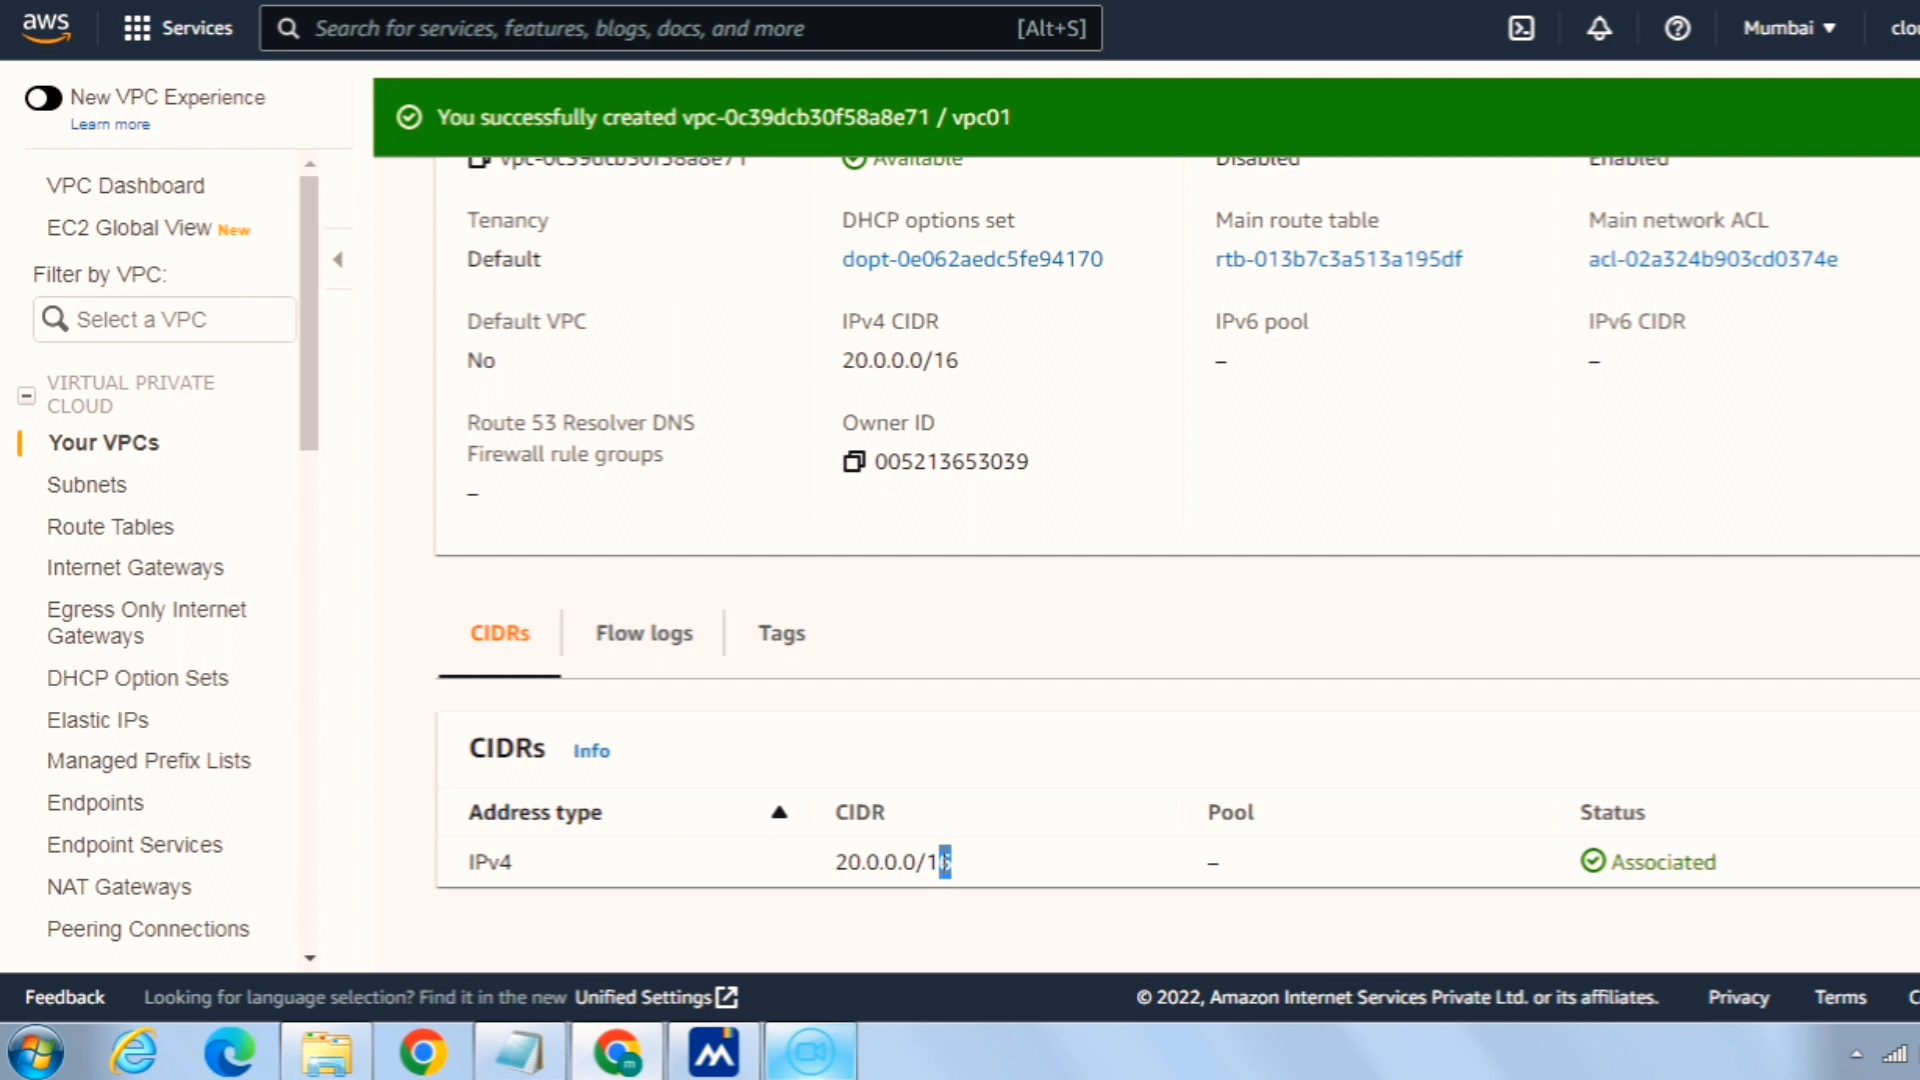 aws
Services
Search for services, features, blogs, docs, and more
[Alt+S]
Mumbai
clou
New VPC Experience
Learn more
You successfully created vpc-0c39dcb30f58a8e71 / vpc01
VPC Dashboard
EC2 Global View New
Filter by VPC:
Select a VPC
VIRTUAL PRIVATE
CLOUD
Your VPCs
Subnets
Route Tables
Internet Gateways
Egress Only Internet
Gateways
DHCP Option Sets
Elastic IPs
Managed Prefix Lists
Endpoints
Endpoint Services
NAT Gateways
Peering Connections
vpc-0c39dcb30f58a8e71
Available
Disabled
Enabled
Tenancy
Default
DHCP options set
dopt-0e062aedc5fe94170
Main route table
rtb-013b7c3a513a195df
Main network ACL
acl-02a324b903cd0374e
Default VPC
No
IPv4 CIDR
20.0.0.0/16
IPv6 pool
–
IPv6 CIDR
–
Route 53 Resolver DNS
Firewall rule groups
–
Owner ID
005213653039
CIDRs
Flow logs
Tags
CIDRs Info
Address type
CIDR
Pool
Status
IPv4
20.0.0.0/16
–
Associated
Feedback
Looking for language selection? Find it in the new Unified Settings
© 2022, Amazon Internet Services Private Ltd. or its affiliates.
Privacy
Terms
C
m